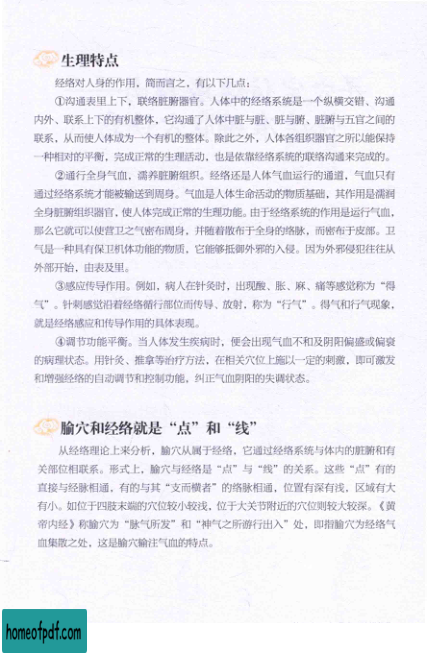 生理特点
经络对人身的作用，简而言之，有以下几点：
①沟通表里上下，联络脏腑器官。人体中的经络系统是一个纵横交错、沟通
内外、联系上下的有机整体，它沟通了人体中脏与脏、脏与腑、脏腑与五官之间的
联系，从而使人体成为一个有机的整体。除此之外，人体各组织器官之所以能保持
一种相对的平衡，完成正常的生理活动，也是依靠经络系统的联络沟通来完成的。
②通行全身气血，濡养脏腑组织。经络还是人体气血运行的通道，气血只有
通过经络系统才能被输送到周身。气血是人体生命活动的物质基础，其作用是濡润
全身脏腑组织器官，使人体完成正常的生理功能。由于经络系统的作用是运行气血，
那么它就可以使营卫之气密布周身，并随着散布于全身的络脉，而密布于皮部。卫
气是一种具有保卫机体功能的物质，它能够抵御外邪的入侵。因为外邪侵犯往往从
外部开始，由表及里。
③感应传导作用。例如，病人在针灸时，出现酸、胀、麻、痛等感觉称为“得
气”。针刺感觉沿着经络循行部位而传导、放射，称为“行气”。得气和行气现象，
就是经络感应和传导作用的具体表现。
④调节功能平衡。当人体发生疾病时，便会出现气血不和及阴阳偏盛或偏衰
的病理状态。用针灸、推拿等治疗方法，在相关穴位上施以一定的刺激，即可激发
和增强经络的自动调节和控制功能，纠正气血阴阳的失调状态。
腧穴和经络就是“点”和“线”
从经络理论上来分析，腧穴从属于经络，它通过经络系统与体内的脏腑和有
关部位相联系。形式上，腧穴与经络是“点”与“线”的关系。这些“点”有的
直接与经脉相通，有的与其“支而横者”的络脉相通，位置有深有浅，区域有大
有小。如位于四肢末端的穴位较小较浅，位于大关节附近的穴位则较大较深。《黄
帝内经》称腧穴为“脉气所发”和“神气之所游行出入”处，即指腧穴为经络气
血集散之处，这是腧穴输注气血的特点。
homeofpdf.com